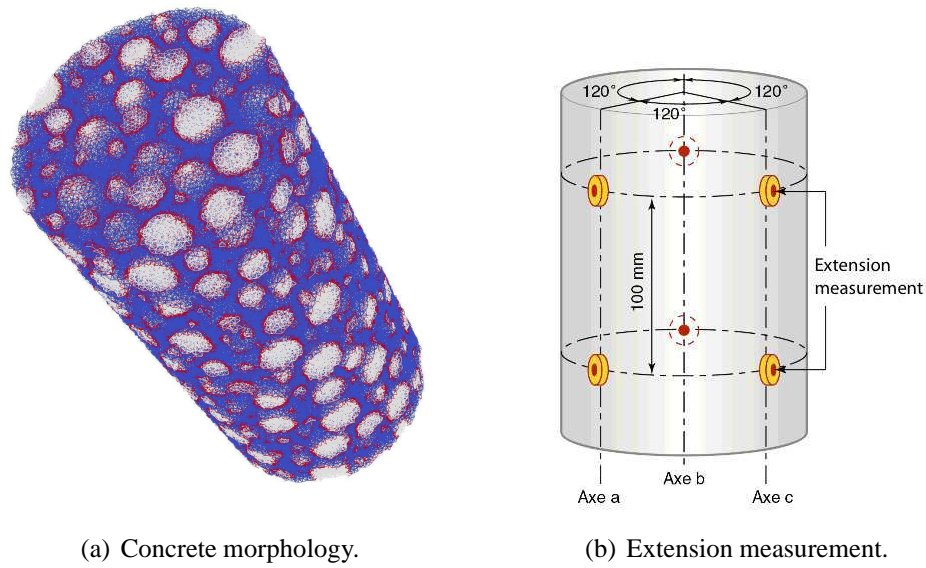 120°
120°
120°
100 mm
Extension
measurement
Axe a
Axe b
Axe c
(a) Concrete morphology.
(b) Extension measurement.